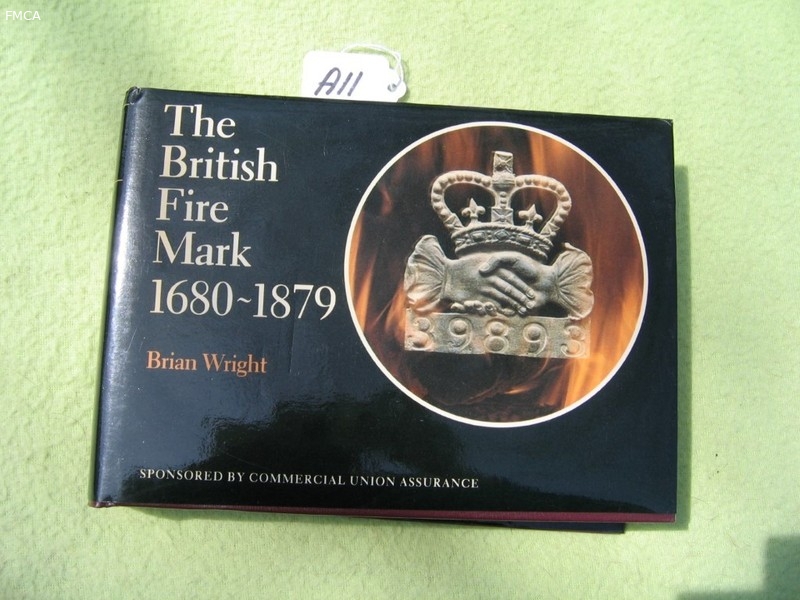 FMCA
A11
The
British
Fire
Mark
1680~1879
Brian Wright
39893
SPONSORED BY COMMERCIAL UNION ASSURANCE